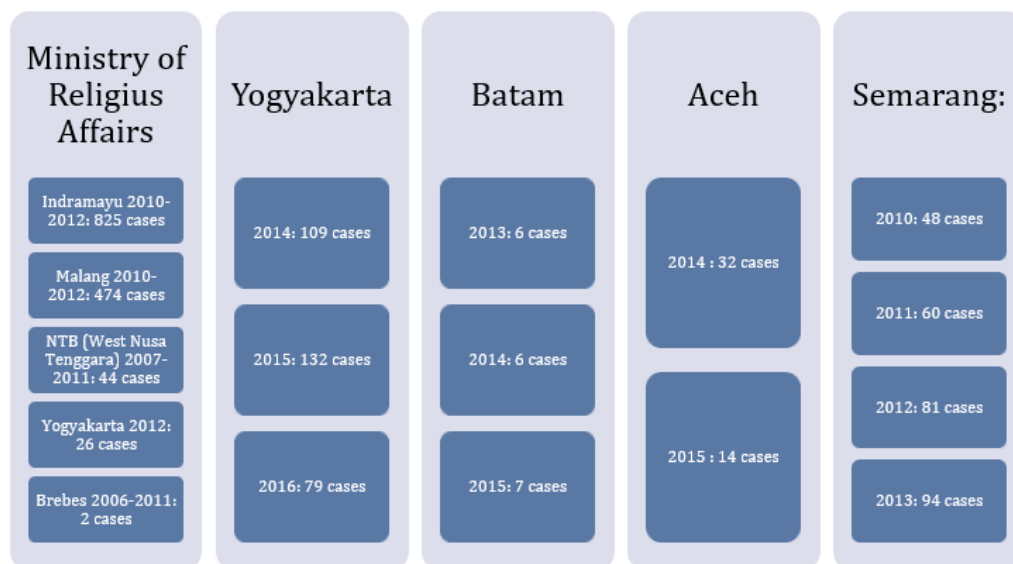 Ministry of
Religius
Affairs
Indramayu 2010-
2012: 825 cases
Malang 2010-
2012: 474 cases
NTB (West Nusa
Tenggara) 2007-
2011: 44 cases
Yogyakarta 2012:
26 cases
Brebes 2006-2011:
2 cases
Yogyakarta
2014: 109 cases
2015: 132 cases
2016: 79 cases
Batam
2013: 6 cases
2014: 6 cases
2015: 7 cases
Aceh
2014 : 32 cases
2015 : 14 cases
Semarang:
2010: 48 cases
2011: 60 cases
2012: 81 cases
2013: 94 cases